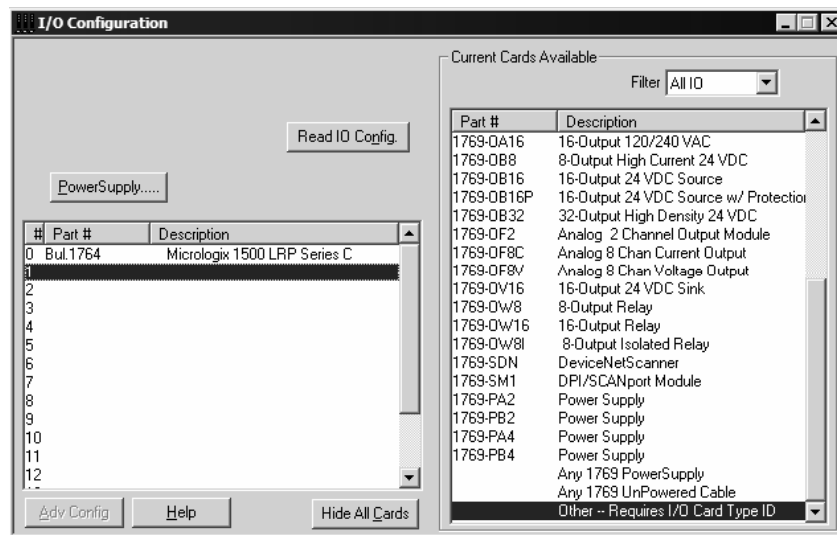 I/O Configuration
Read IO Config.
PowerSupply.....
# Part # Description
0 Bul.1764 Micrologix 1500 LRP Series C
1
2
3
4
5
6
7
8
9
10
11
12
Adv Config Help Hide All Cards
Current Cards Available
Filter All IO
Part # Description
1769-OA16 16-Output 120/240 VAC
1769-OB8 8-Output High Current 24 VDC
1769-OB16 16-Output 24 VDC Source
1769-OB16P 16-Output 24 VDC Source w/ Protection
1769-OB32 32-Output High Density 24 VDC
1769-OF2 Analog 2 Channel Output Module
1769-OF8C Analog 8 Chan Current Output
1769-OF8V Analog 8 Chan Voltage Output
1769-OV16 16-Output 24 VDC Sink
1769-OW8 8-Output Relay
1769-OW16 16-Output Relay
1769-OW8I 8-Output Isolated Relay
1769-SDN DeviceNetScanner
1769-SM1 DPI/SCANport Module
1769-PA2 Power Supply
1769-PB2 Power Supply
1769-PA4 Power Supply
1769-PB4 Power Supply
Any 1769 PowerSupply
Any 1769 UnPowered Cable
Other -- Requires I/O Card Type ID